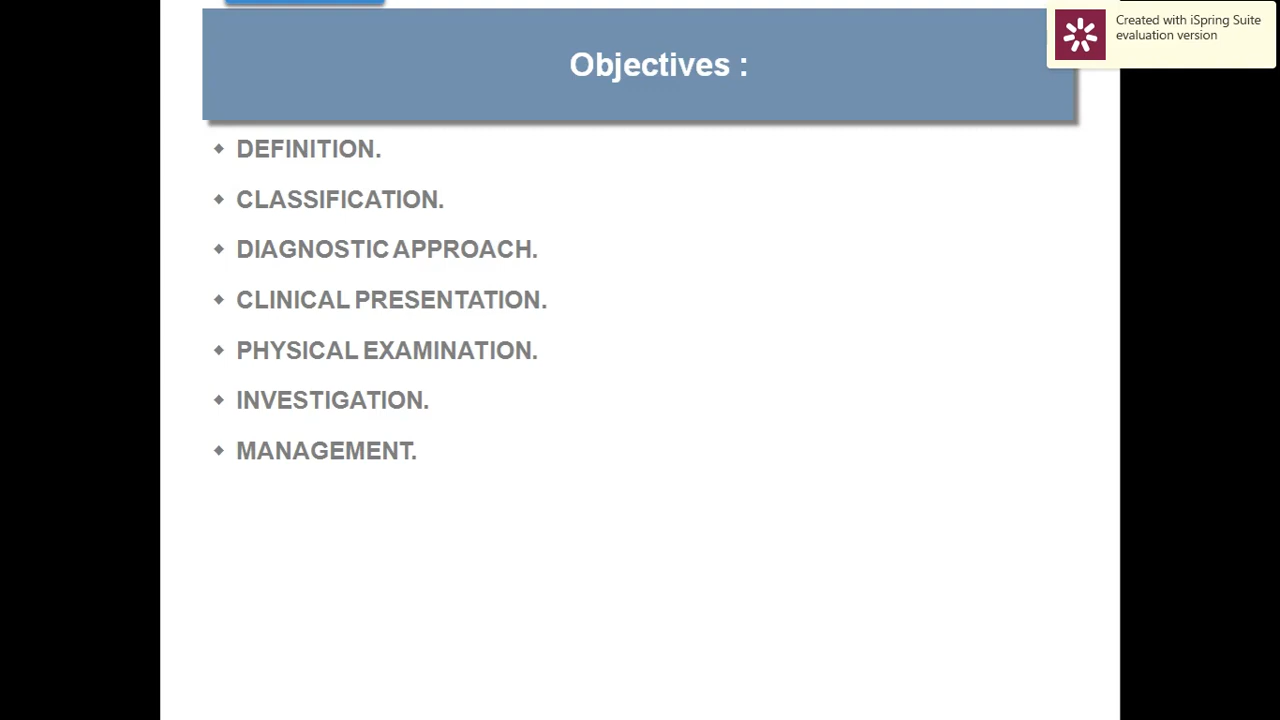 Created with iSpring Suite
evaluation version
Objectives :
DEFINITION.
CLASSIFICATION.
DIAGNOSTIC APPROACH.
CLINICAL PRESENTATION.
PHYSICAL EXAMINATION.
INVESTIGATION.
MANAGEMENT.